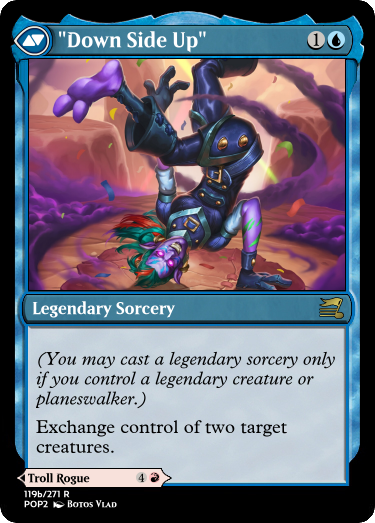 "Down Side Up"
1
Legendary Sorcery
(You may cast a legendary sorcery only
if you control a legendary creature or
planeswalker.)
Exchange control of two target
creatures.
Troll Rogue 4
119b/271 R
POP2 Botos Vlad